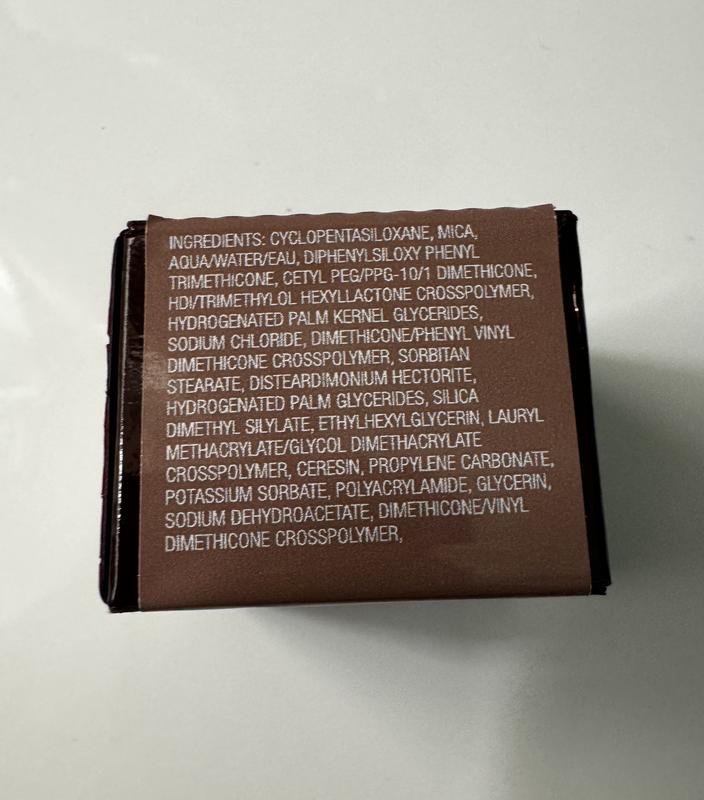 INGREDIENTS: CYCLOPENTASILOXANE, MICA,
AQUA/WATER/EAU, DIPHENYLSILOXY PHENYL
TRIMETHICONE, CETYL PEG/PPG-10/1 DIMETHICONE,
HDI/TRIMETHYLOL HEXYLLACTONE CROSSPOLYMER,
HYDROGENATED PALM KERNEL GLYCERIDES,
SODIUM CHLORIDE, DIMETHICONE/PHENYL VINYL
DIMETHICONE CROSSPOLYMER, SORBITAN
STEARATE, DISTEARDIMONIUM HECTORITE,
HYDROGENATED PALM GLYCERIDES, SILICA
DIMETHYL SILYLATE, ETHYLHEXYLGLYCERIN, LAURYL
METHACRYLATE/GLYCOL DIMETHACRYLATE
CROSSPOLYMER, CERESIN, PROPYLENE CARBONATE,
POTASSIUM SORBATE, POLYACRYLAMIDE, GLYCERIN,
SODIUM DEHYDROACETATE, DIMETHICONE/VINYL
DIMETHICONE CROSSPOLYMER,